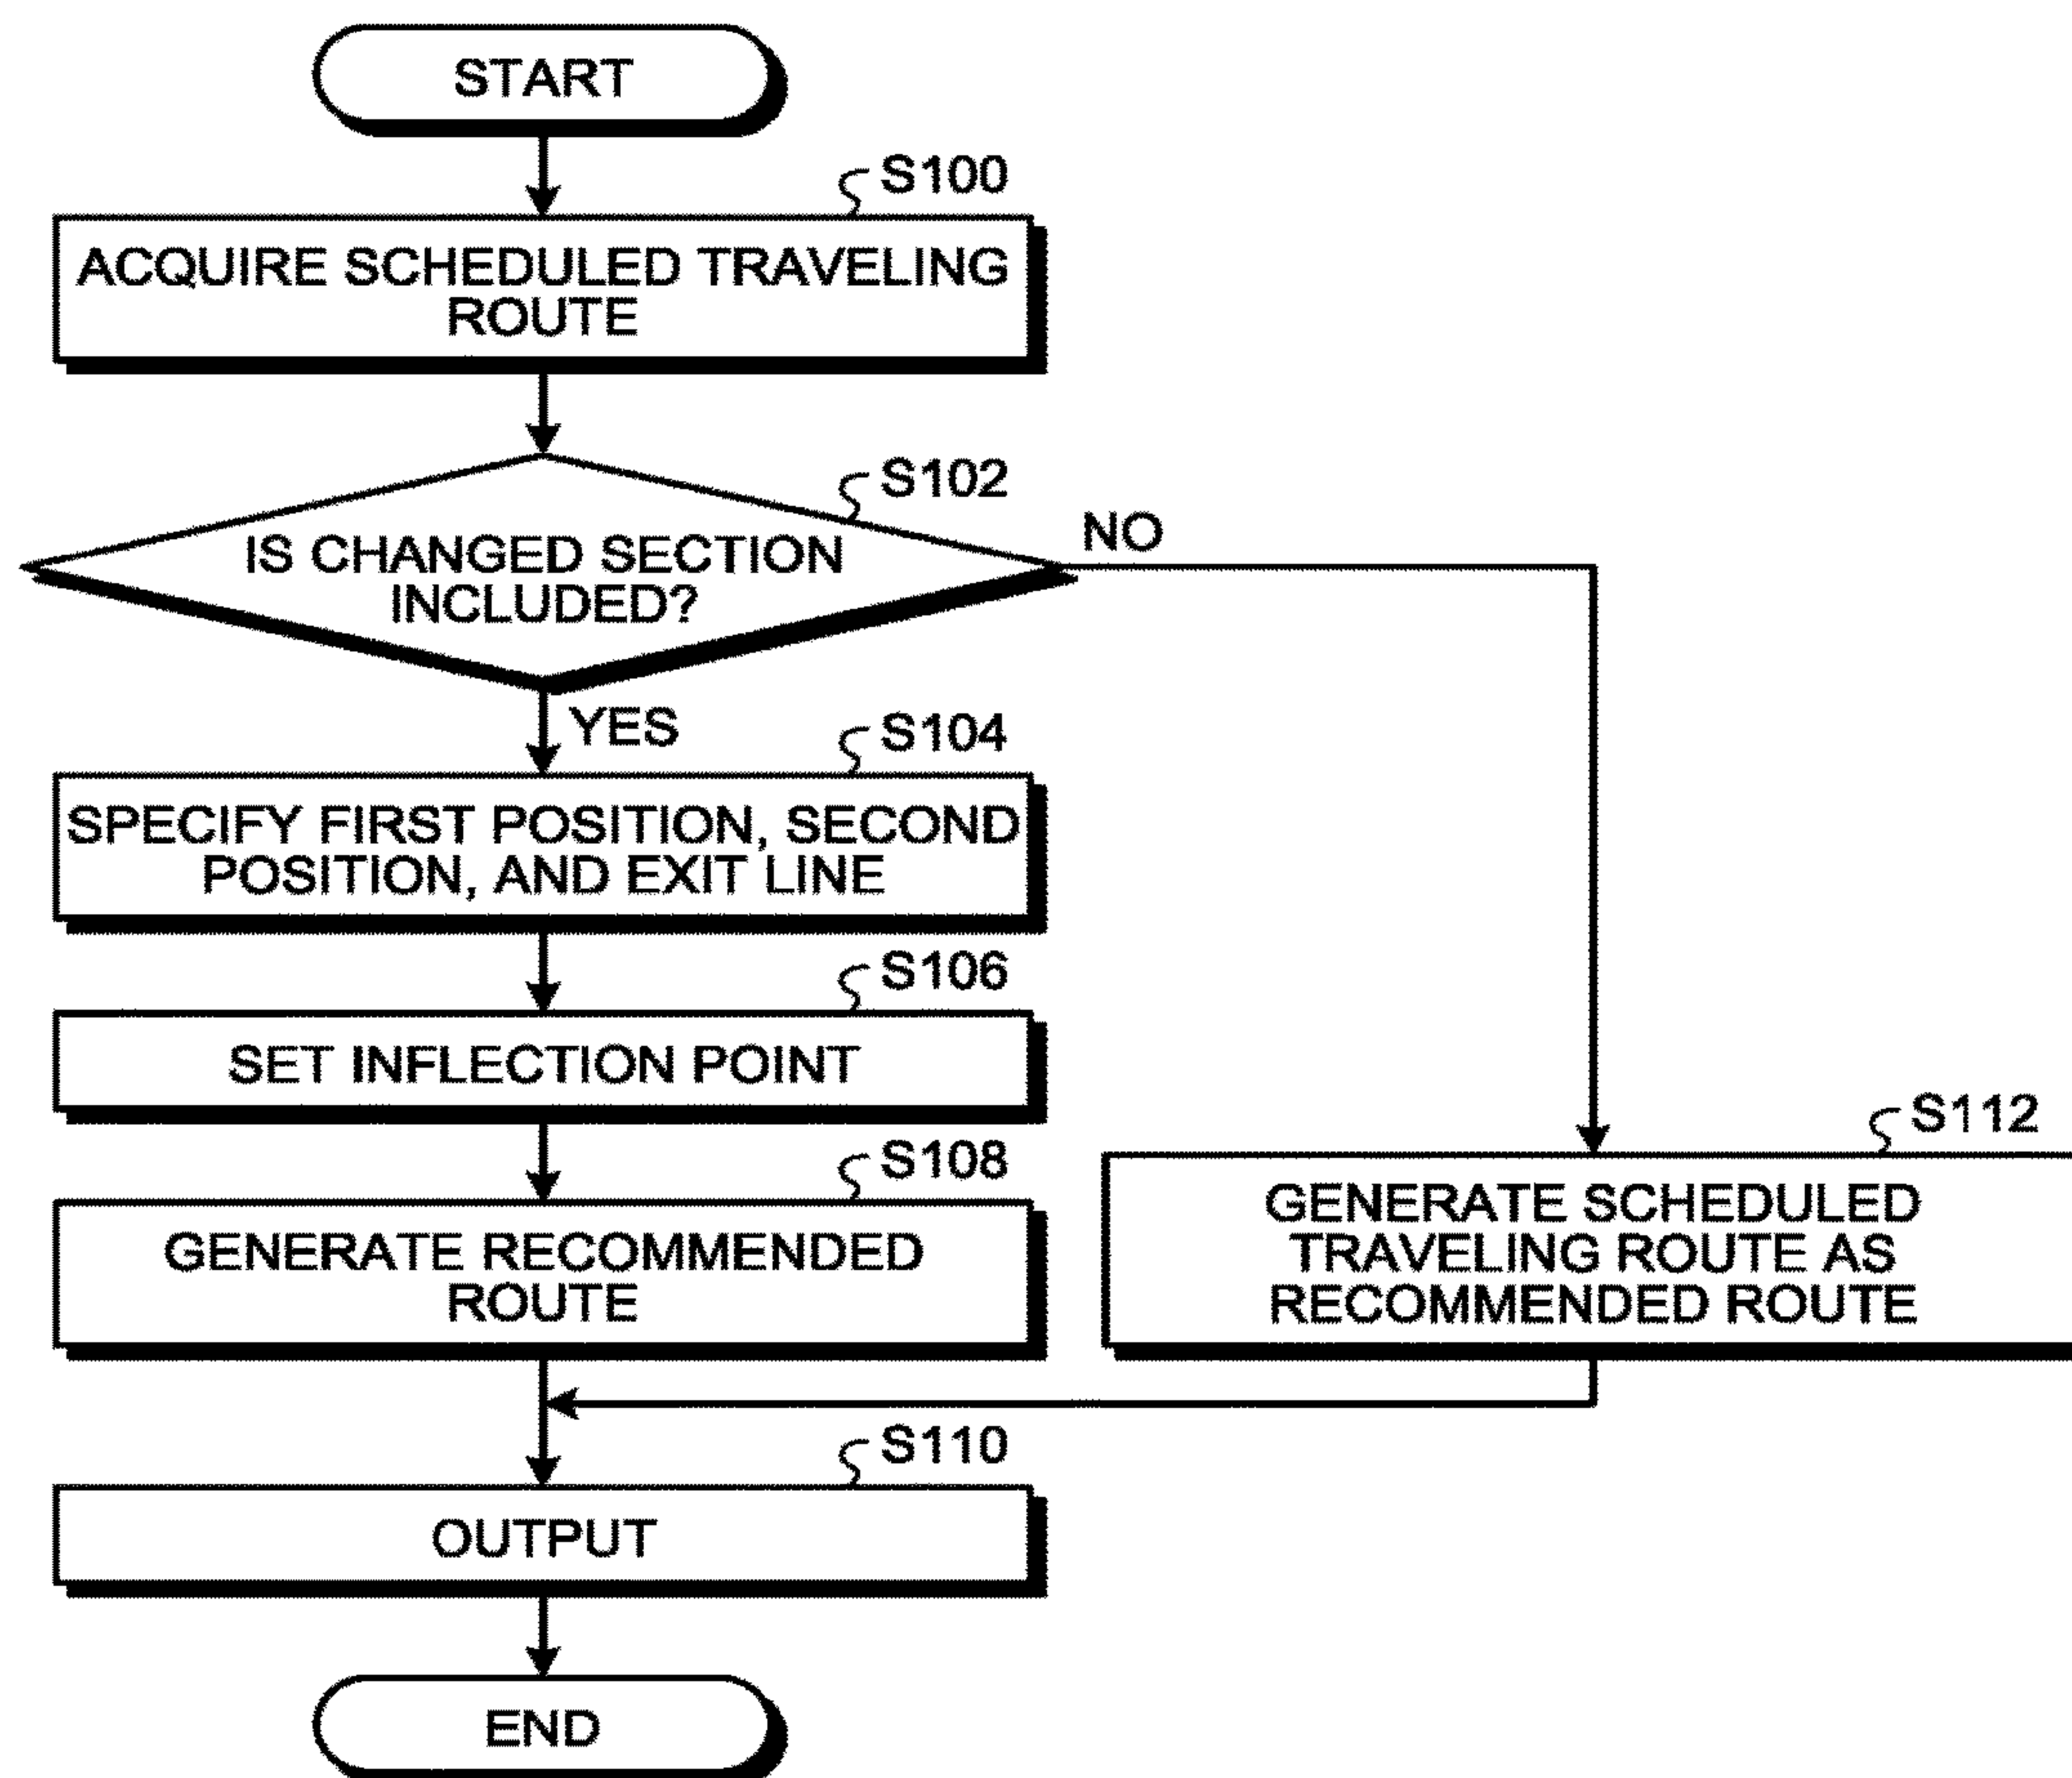 START
S100
ACQUIRE SCHEDULED TRAVELING
ROUTE
S102
IS CHANGED SECTION
INCLUDED?
NO
YES
S104
SPECIFY FIRST POSITION, SECOND
POSITION, AND EXIT LINE
S106
SET INFLECTION POINT
S108
GENERATE RECOMMENDED
ROUTE
S112
GENERATE SCHEDULED
TRAVELING ROUTE AS
RECOMMENDED ROUTE
S110
OUTPUT
END